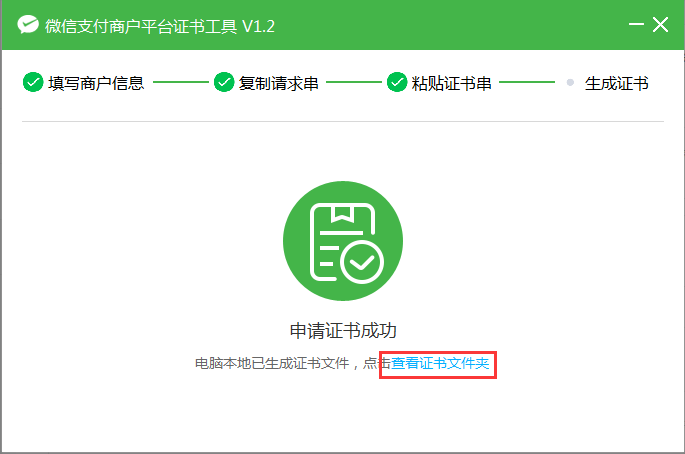 微信支付商户平台证书工具 V1.2
填写商户信息 复制请求串 粘贴证书串 生成证书
申请证书成功
电脑本地已生成证书文件，点击查看证书文件夹